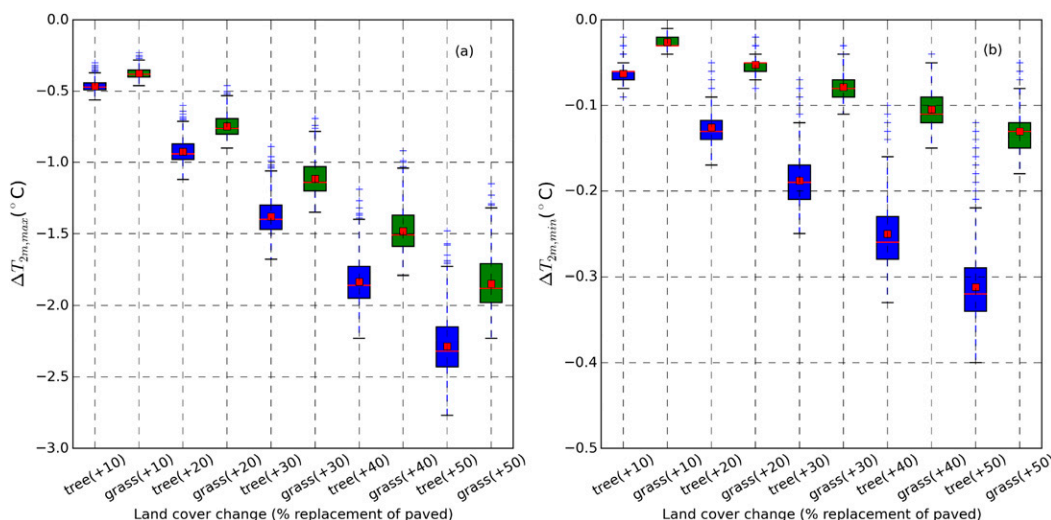 (a)
ΔT2m,max(°C)
0.0
−0.5
−1.0
−1.5
−2.0
−2.5
−3.0
tree(+10)
grass(+10)
tree(+20)
grass(+20)
tree(+30)
grass(+30)
tree(+40)
grass(+40)
tree(+50)
grass(+50)
Land cover change (% replacement of paved)
(b)
ΔT2m,min(°C)
0.0
−0.1
−0.2
−0.3
−0.4
−0.5
tree(+10)
grass(+10)
tree(+20)
grass(+20)
tree(+30)
grass(+30)
tree(+40)
grass(+40)
tree(+50)
grass(+50)
Land cover change (% replacement of paved)